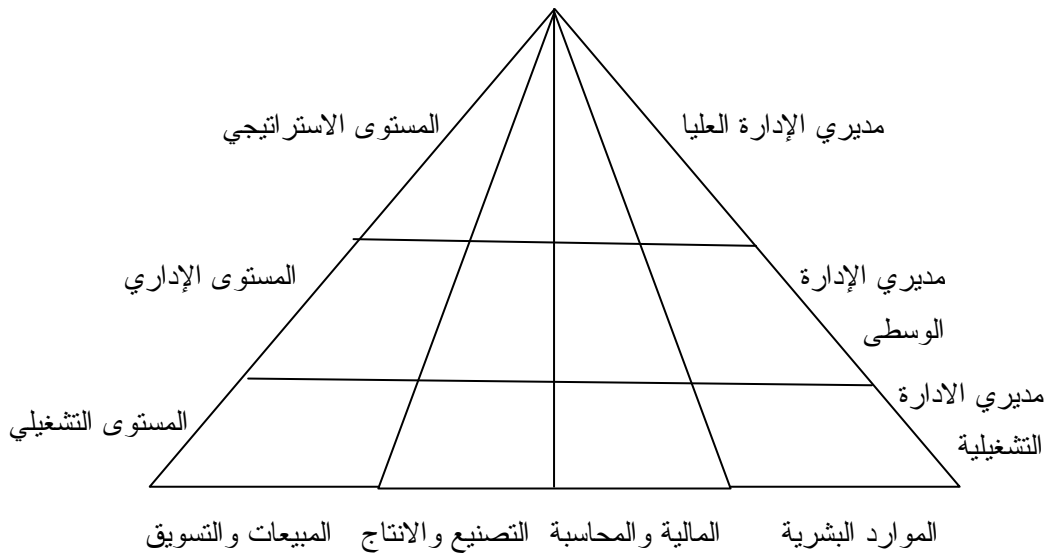 مديري الإدارة العليا
المستوى الاستراتيجي
مديري الإدارة
الوسطى
المستوى الإداري
مديري الادارة
التشغيلية
المستوى التشغيلي
الموارد البشرية
المالية والمحاسبة
التصنيع والانتاج
المبيعات والتسويق